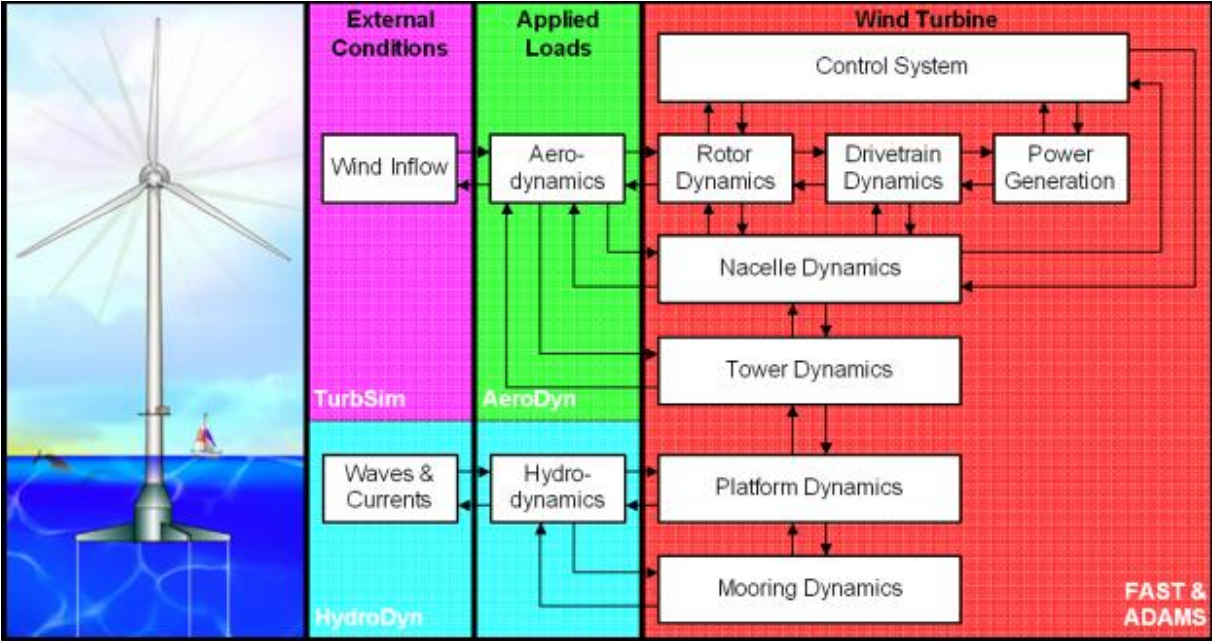 External
Conditions
Applied
Loads
Wind Turbine
Control System
Wind Inflow
Aero-
dynamics
Rotor
Dynamics
Drivetrain
Dynamics
Power
Generation
Nacelle Dynamics
Tower Dynamics
TurbSim
AeroDyn
Waves &
Currents
Hydro-
dynamics
Platform Dynamics
Mooring Dynamics
HydroDyn
FAST &
ADAMS